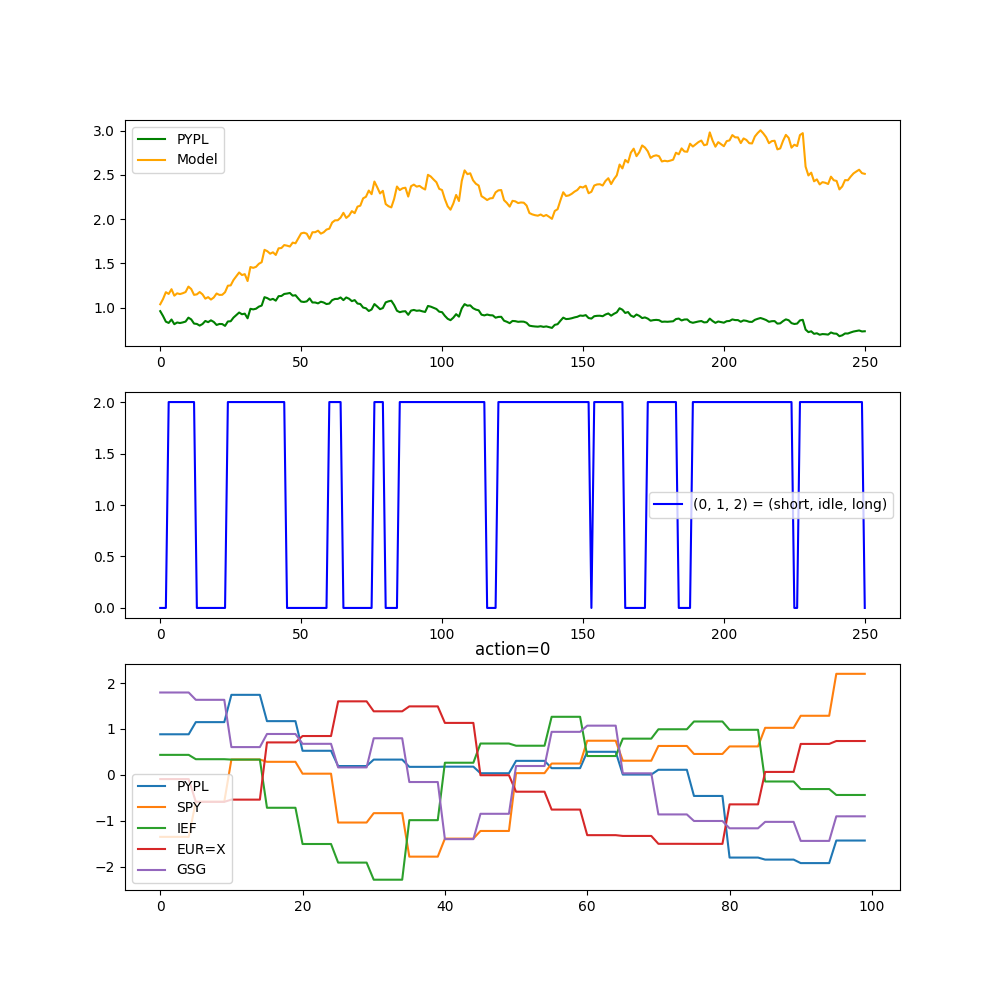 3.0
2.5
2.0
1.5
1.0
PYPL
Model
0 50 100 150 200 250
2.0
1.5
1.0
0.5
0.0
(0, 1, 2) = (short, idle, long)
0 50 100 150 200 250
action=0
2
1
0
−1
−2
PYPL
SPY
IEF
EUR=X
GSG
0 20 40 60 80 100